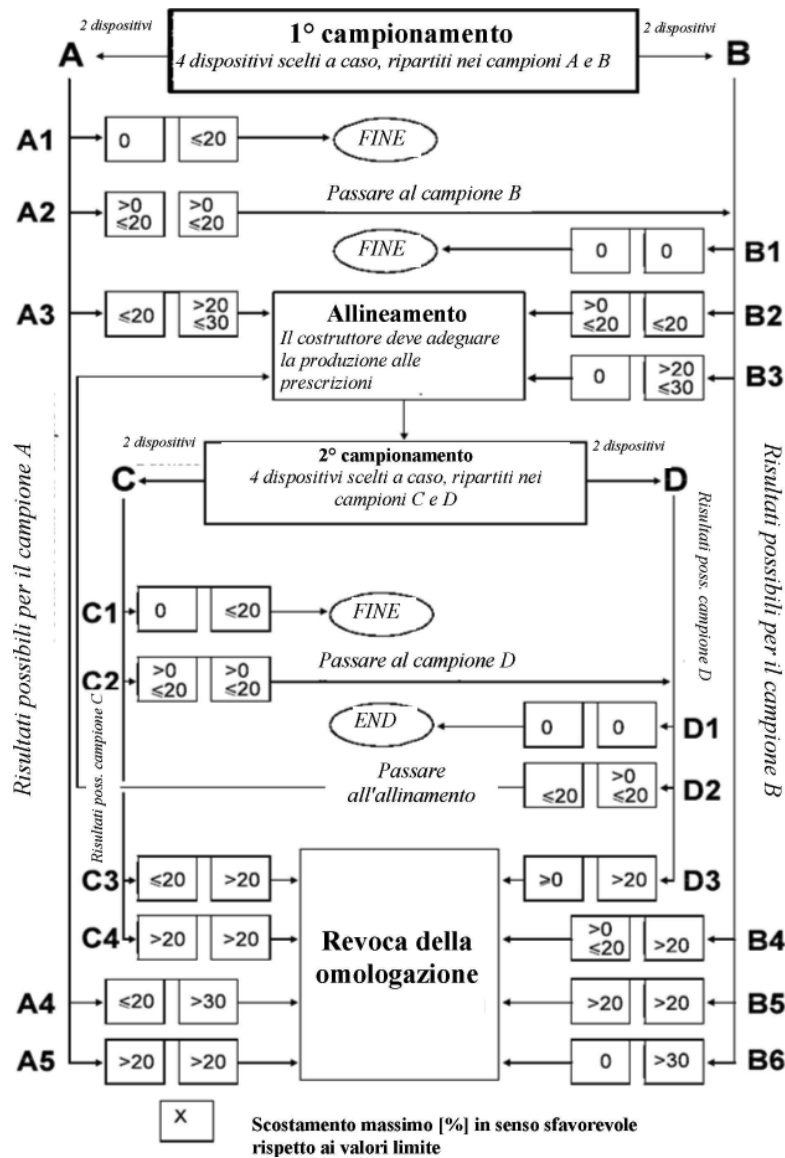 2 dispositivi
1° campionamento
2 dispositivi
A
4 dispositivi scelti a caso, ripartiti nei campioni A e B
B
A1
0
≤20
FINE
A2
>0
≤20
>0
≤20
Passare al campione B
FINE
0
0
B1
A3
≤20
>20
≤30
Allineamento
Il costruttore deve adeguare
la produzione alle
prescrizioni
>0
≤20
≤20
B2
0
>20
≤30
B3
2 dispositivi
2° campionamento
2 dispositivi
C
4 dispositivi scelti a caso, ripartiti nei
campioni C e D
D
Risultati possibili per il campione A
Risultati poss. campione C
Risultati poss. campione D
Risultati possibili per il campione B
C1
0
≤20
FINE
C2
>0
≤20
>0
≤20
Passare al campione D
END
0
0
D1
Passare
all'allinamento
≤20
>0
≤20
D2
C3
≤20
>20
Revoca della
omologazione
≥0
>20
D3
C4
>20
>20
>0
≤20
>20
B4
A4
≤20
>30
>20
>20
B5
A5
>20
>20
0
>30
B6
X
Scostamento massimo [%] in senso sfavorevole
rispetto ai valori limite